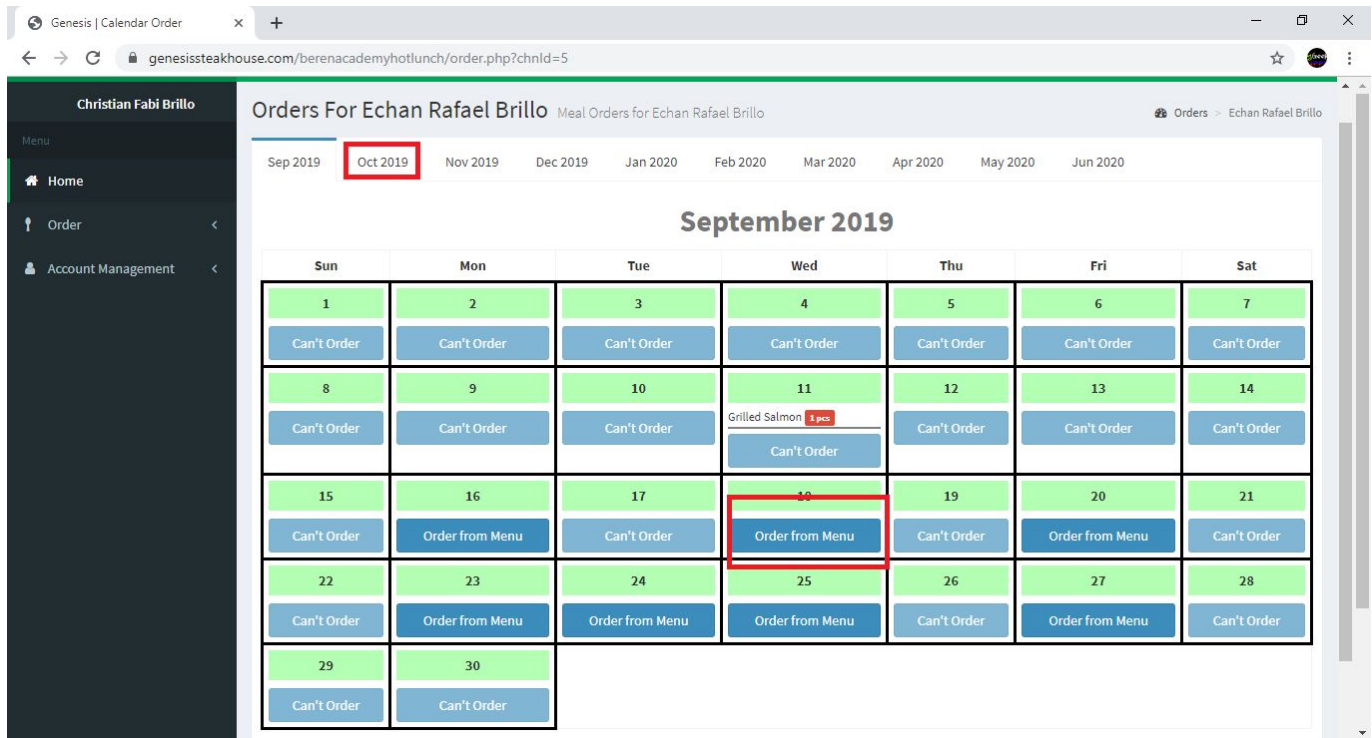 Genesis | Calendar Order
genesissteakhouse.com/berenacademyhotlunch/order.php?chnId=5
Christian Fabi Brillo
Orders For Echan Rafael Brillo Meal Orders for Echan Rafael Brillo
Orders > Echan Rafael Brillo
Menu
Home
Order
Account Management
Sep 2019 Oct 2019 Nov 2019 Dec 2019 Jan 2020 Feb 2020 Mar 2020 Apr 2020 May 2020 Jun 2020
September 2019
Sun Mon Tue Wed Thu Fri Sat
1 2 3 4 5 6 7
Can't Order Can't Order Can't Order Can't Order Can't Order Can't Order Can't Order
8 9 10 11 12 13 14
Grilled Salmon 1 pcs
Can't Order Can't Order Can't Order Can't Order Can't Order Can't Order Can't Order
15 16 17 18 19 20 21
Can't Order Order from Menu Can't Order Order from Menu Can't Order Order from Menu Can't Order
22 23 24 25 26 27 28
Can't Order Order from Menu Order from Menu Order from Menu Can't Order Order from Menu Can't Order
29 30
Can't Order Can't Order